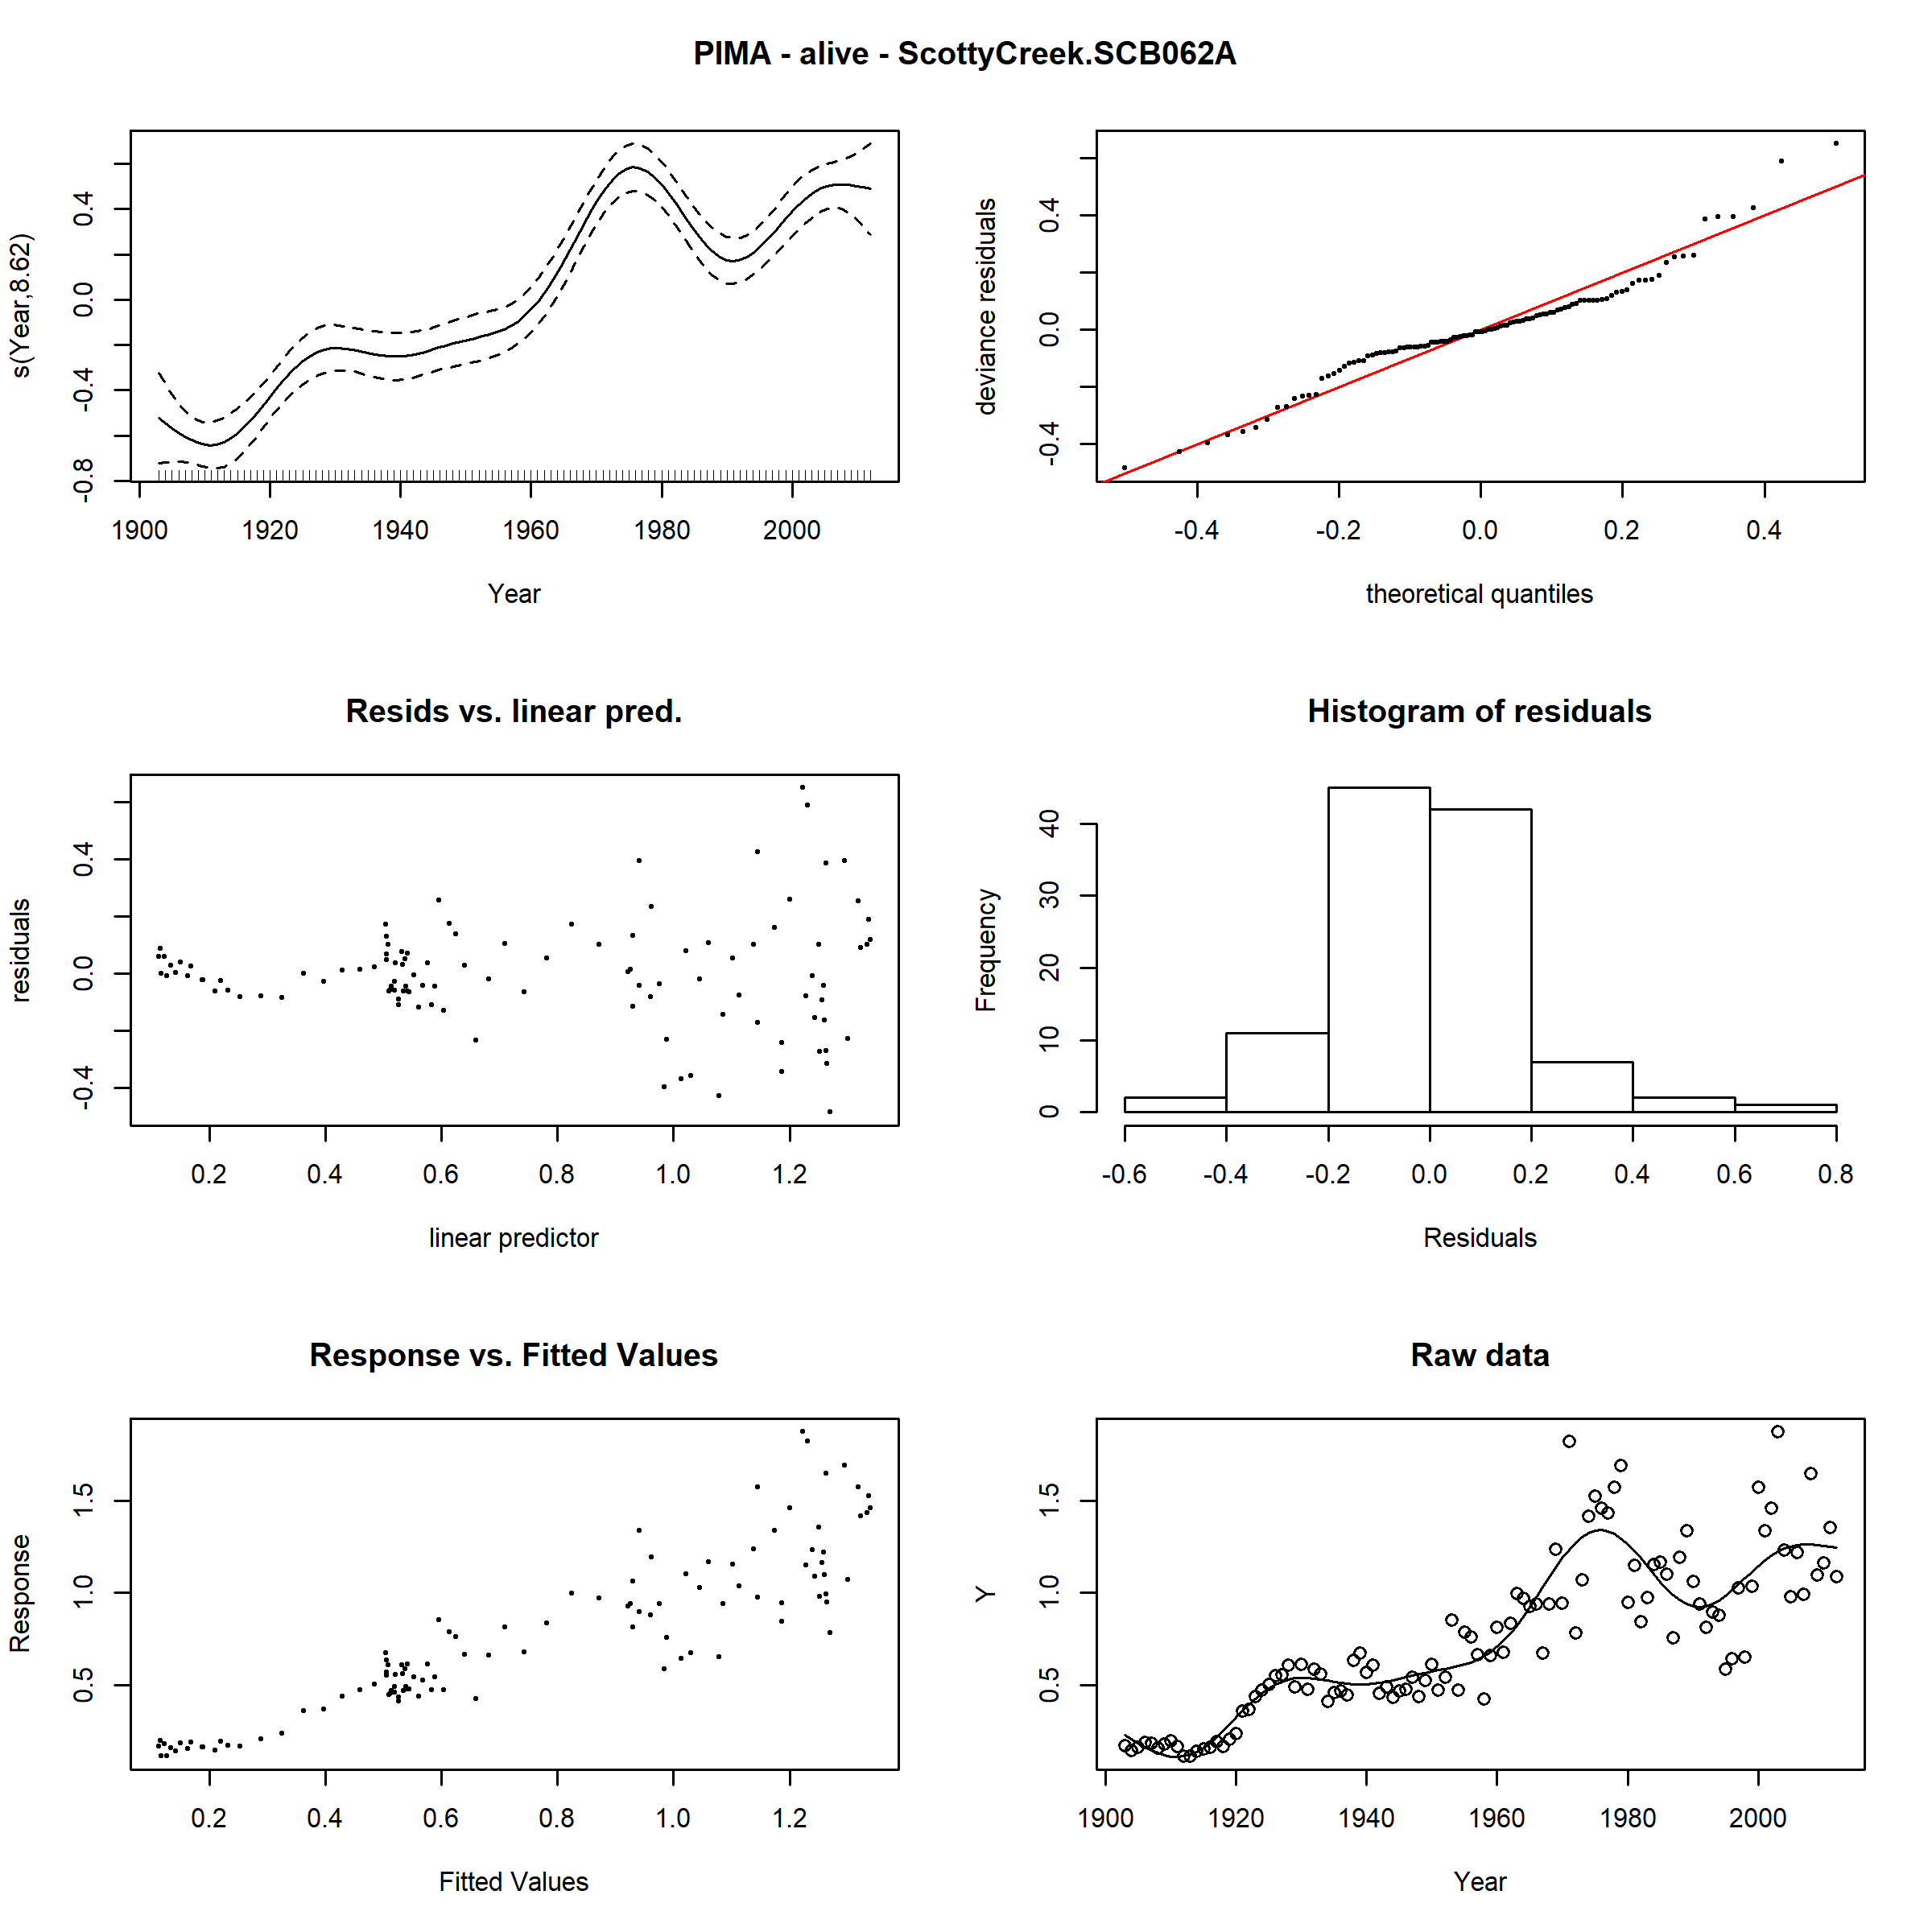 PIMA - alive - ScottyCreek.SCB062A
s(Year,8.62)
-0.8 -0.4 0.0 0.4
1900 1920 1940 1960 1980 2000
Year
deviance residuals
-0.4 0.0 0.4
-0.4 -0.2 0.0 0.2 0.4
theoretical quantiles
Resids vs. linear pred.
residuals
-0.4 0.0 0.4
0.2 0.4 0.6 0.8 1.0 1.2
linear predictor
Histogram of residuals
Frequency
0 10 20 30 40
-0.6 -0.4 -0.2 0.0 0.2 0.4 0.6 0.8
Residuals
Response vs. Fitted Values
Response
0.5 1.0 1.5
0.2 0.4 0.6 0.8 1.0 1.2
Fitted Values
Raw data
Y
0.5 1.0 1.5
1900 1920 1940 1960 1980 2000
Year